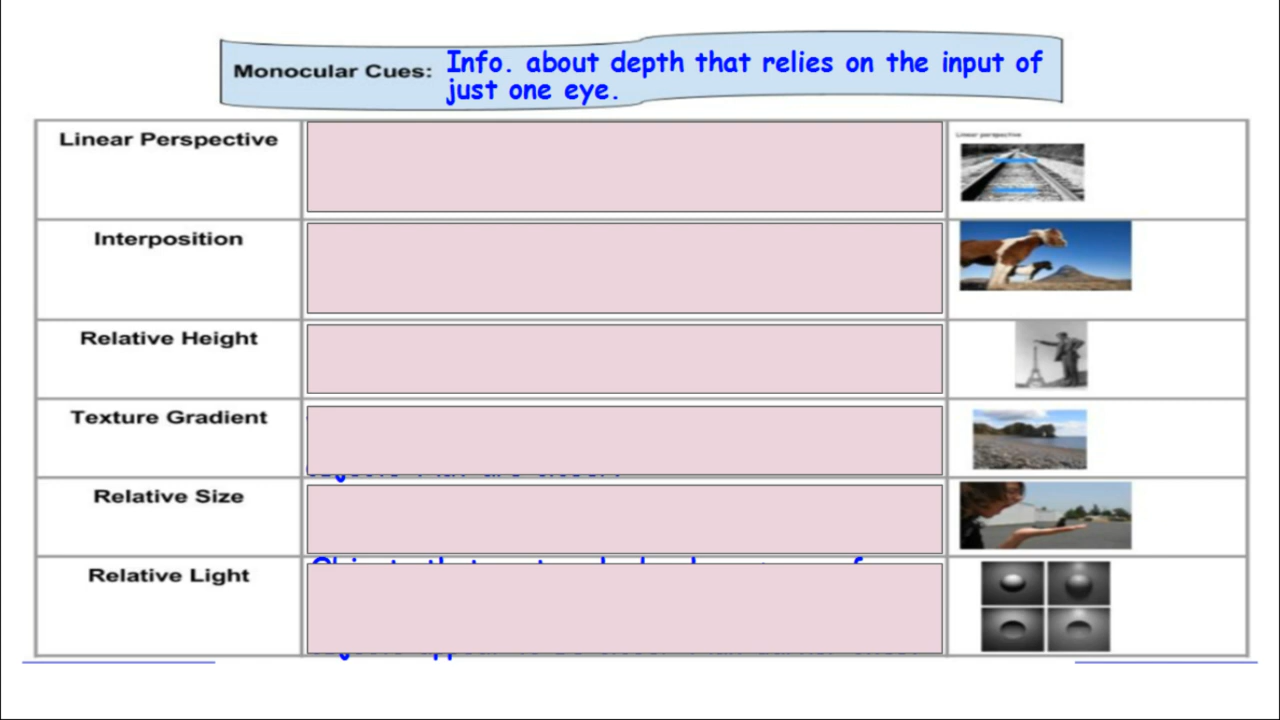 Monocular Cues: Info. about depth that relies on the input of
just one eye.
Linear Perspective
Linear perspective
Interposition
Relative Height
Texture Gradient
Relative Size
Relative Light